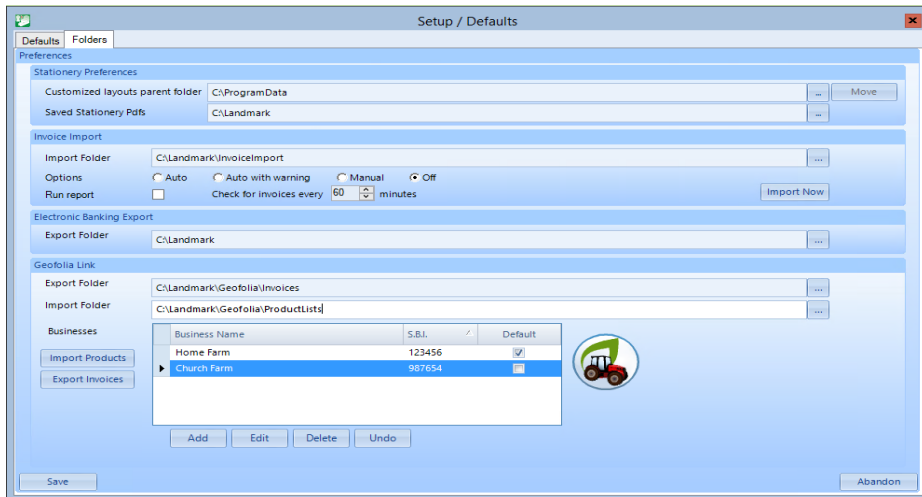 Setup / Defaults
Defaults Folders
Preferences
Stationery Preferences
Customized layouts parent folder C:\ProgramData ... Move
Saved Stationery Pdfs C:\Landmark ...
Invoice Import
Import Folder C:\Landmark\InvoiceImport ...
Options Auto Auto with warning Manual Off
Run report Check for invoices every 60 minutes Import Now
Electronic Banking Export
Export Folder C:\Landmark ...
Geofolia Link
Export Folder C:\Landmark\Geofolia\Invoices ...
Import Folder C:\Landmark\Geofolia\ProductLists ...
Businesses Business Name S.B.I. Default
Home Farm 123456
Import Products
Church Farm 987654
Export Invoices
Add Edit Delete Undo
Save Abandon